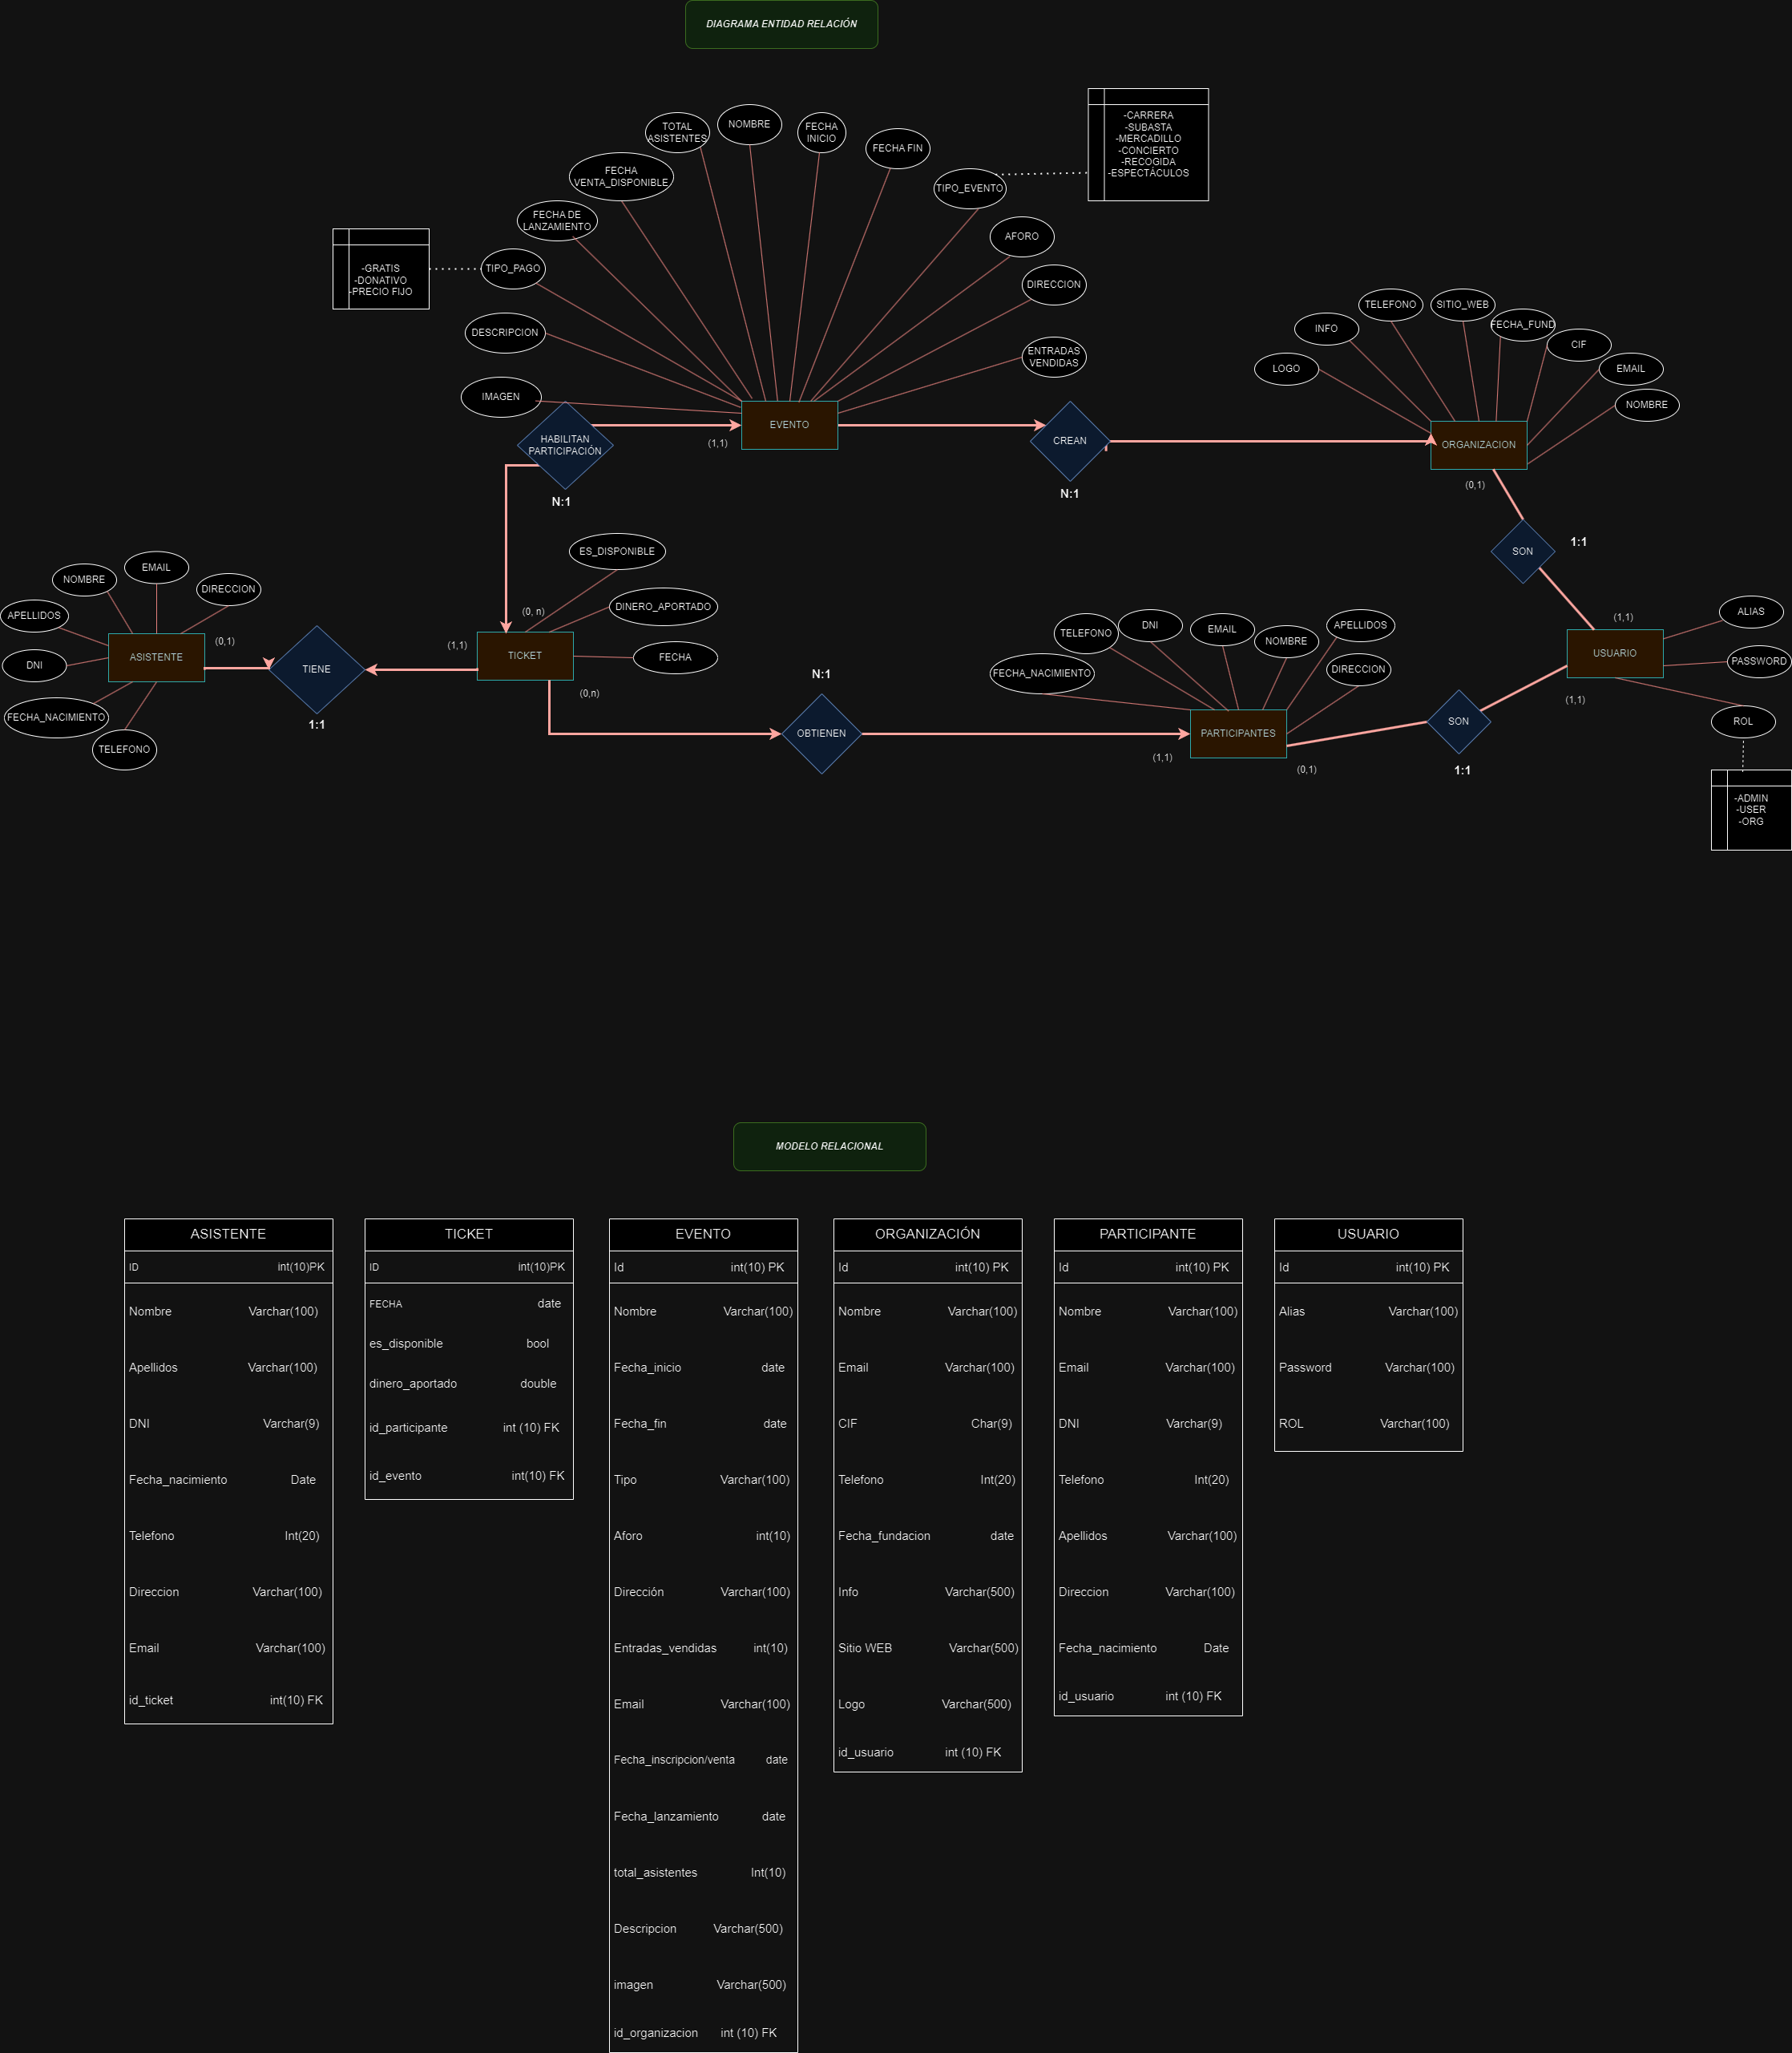 DIAGRAMA ENTIDAD RELACIÓN
TOTAL
ASISTENTES
NOMBRE
FECHA
INICIO
FECHA FIN
-CARRERA
-SUBASTA
-MERCADILLO
-CONCIERTO
-RECOGIDA
-ESPECTÁCULOS
FECHA
VENTA_DISPONIBLE
TIPO_EVENTO
FECHA DE
LANZAMIENTO
AFORO
-GRATIS
-DONATIVO
-PRECIO FIJO
TIPO_PAGO
DIRECCION
DESCRIPCION
ENTRADAS
VENDIDAS
IMAGEN
INFO
TELEFONO
SITIO_WEB
FECHA_FUND
CIF
LOGO
EMAIL
NOMBRE
HABILITAN
PARTICIPACIÓN
N:1
(1,1)
EVENTO
CREAN
N:1
ORGANIZACION
(0,1)
SON
1:1
ES_DISPONIBLE
(0, n)
DINERO_APORTADO
FECHA
(1,1)
TICKET
(0,n)
NOMBRE
EMAIL
DIRECCION
APELLIDOS
DNI
ASISTENTE
(0,1)
TIENE
1:1
FECHA_NACIMIENTO
TELEFONO
N:1
OBTIENEN
TELEFONO
DNI
EMAIL
NOMBRE
APELLIDOS
DIRECCION
FECHA_NACIMIENTO
PARTICIPANTES
(1,1)
(0,1)
SON
1:1
(1,1)
USUARIO
(1,1)
ALIAS
PASSWORD
ROL
-ADMIN
-USER
-ORG
MODELO RELACIONAL
ASISTENTE
ID int(10)PK
Nombre Varchar(100)
Apellidos Varchar(100)
DNI Varchar(9)
Fecha_nacimiento Date
Telefono Int(20)
Direccion Varchar(100)
Email Varchar(100)
id_ticket int(10) FK
TICKET
ID int(10)PK
FECHA date
es_disponible bool
dinero_aportado double
id_participante int (10) FK
id_evento int(10) FK
EVENTO
Id int(10) PK
Nombre Varchar(100)
Fecha_inicio date
Fecha_fin date
Tipo Varchar(100)
Aforo int(10)
Dirección Varchar(100)
Entradas_vendidas int(10)
Email Varchar(100)
Fecha_inscripcion/venta date
Fecha_lanzamiento date
total_asistentes Int(10)
Descripcion Varchar(500)
imagen Varchar(500)
id_organizacion int (10) FK
ORGANIZACIÓN
Id int(10) PK
Nombre Varchar(100)
Email Varchar(100)
CIF Char(9)
Telefono Int(20)
Fecha_fundacion date
Info Varchar(500)
Sitio WEB Varchar(500)
Logo Varchar(500)
id_usuario int (10) FK
PARTICIPANTE
Id int(10) PK
Nombre Varchar(100)
Email Varchar(100)
DNI Varchar(9)
Telefono Int(20)
Apellidos Varchar(100)
Direccion Varchar(100)
Fecha_nacimiento Date
id_usuario int (10) FK
USUARIO
Id int(10) PK
Alias Varchar(100)
Password Varchar(100)
ROL Varchar(100)